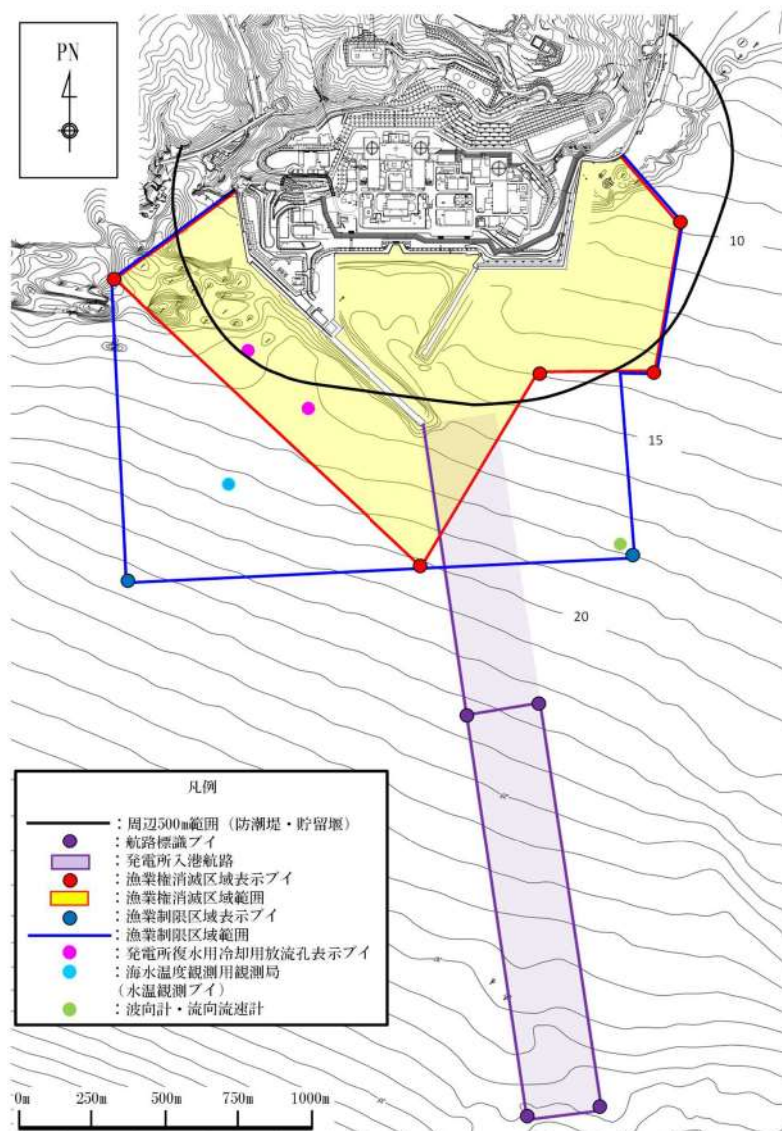 PN
10
15
20
凡例
：周辺500m範囲（防潮堤・貯留堰）
：航路標識ブイ
：発電所入港航路
：漁業権消滅区域表示ブイ
：漁業権消滅区域範囲
：漁業制限区域表示ブイ
：漁業制限区域範囲
：発電所復水用冷却用放流孔表示ブイ
：海水温度観測用観測局
（水温観測ブイ）
：波向計・流向流速計
0m 250m 500m 750m 1000m